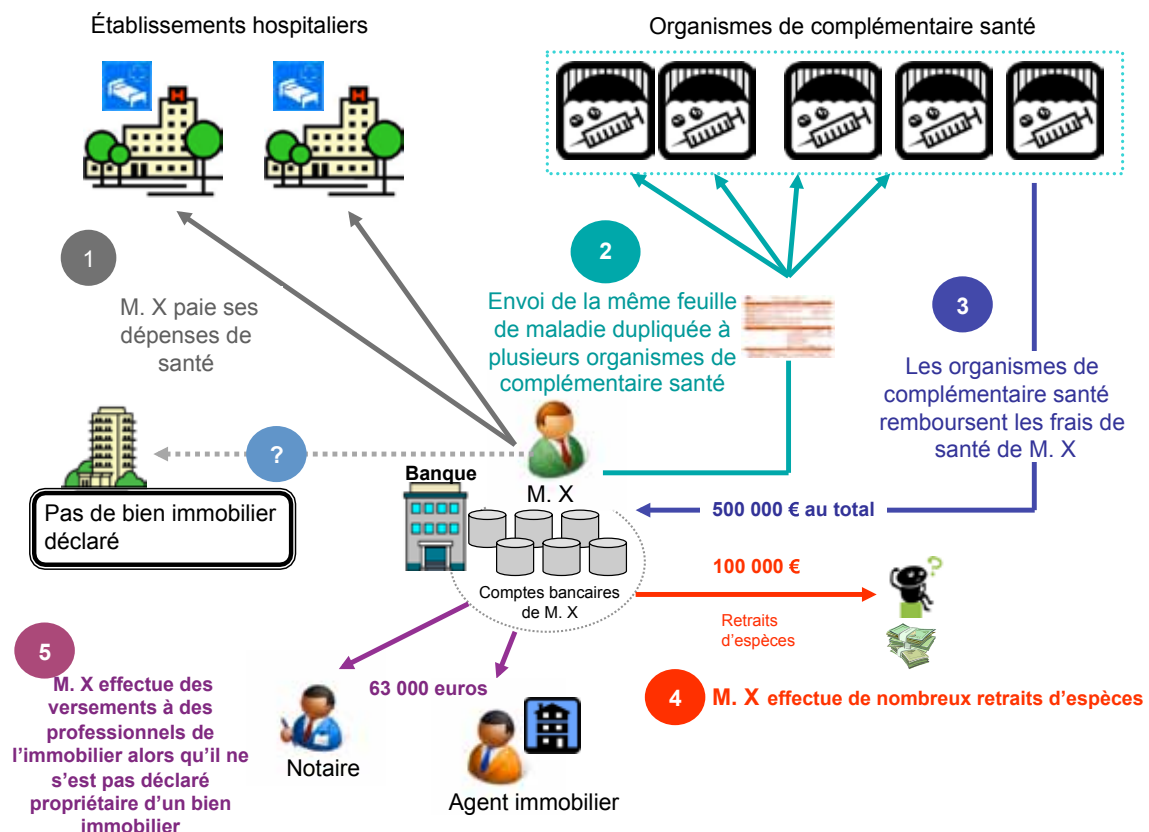 Établissements hospitaliers
Organismes de complémentaire santé
H
H
1
M. X paie ses
dépenses de
santé
2
Envoi de la même feuille
de maladie dupliquée à
plusieurs organismes de
complémentaire santé
3
Les organismes de
complémentaire santé
remboursent les frais de
santé de M. X
?
Pas de bien immobilier
déclaré
Banque
M. X
Comptes bancaires
de M. X
500 000 € au total
100 000 €
Retraits
d’espèces
?
4
M. X effectue de nombreux retraits d’espèces
5
M. X effectue des
versements à des
professionnels de
l’immobilier alors qu’il ne
s’est pas déclaré
propriétaire d’un bien
immobilier
63 000 euros
Notaire
Agent immobilier